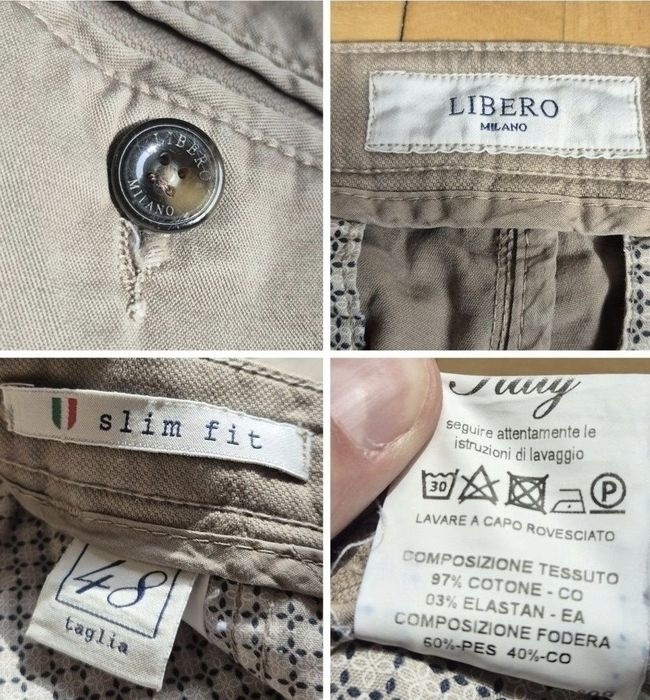 LIBERO
MILANO
LIBERO
MILANO
slim fit
48
taglia
Italy
seguire attentamente le
istruzioni di lavaggio
30 P
LAVARE A CAPO ROVESCIATO
COMPOSIZIONE TESSUTO
97% COTONE - CO
03% ELASTAN - EA
COMPOSIZIONE FODERA
60%-PES 40%-CO